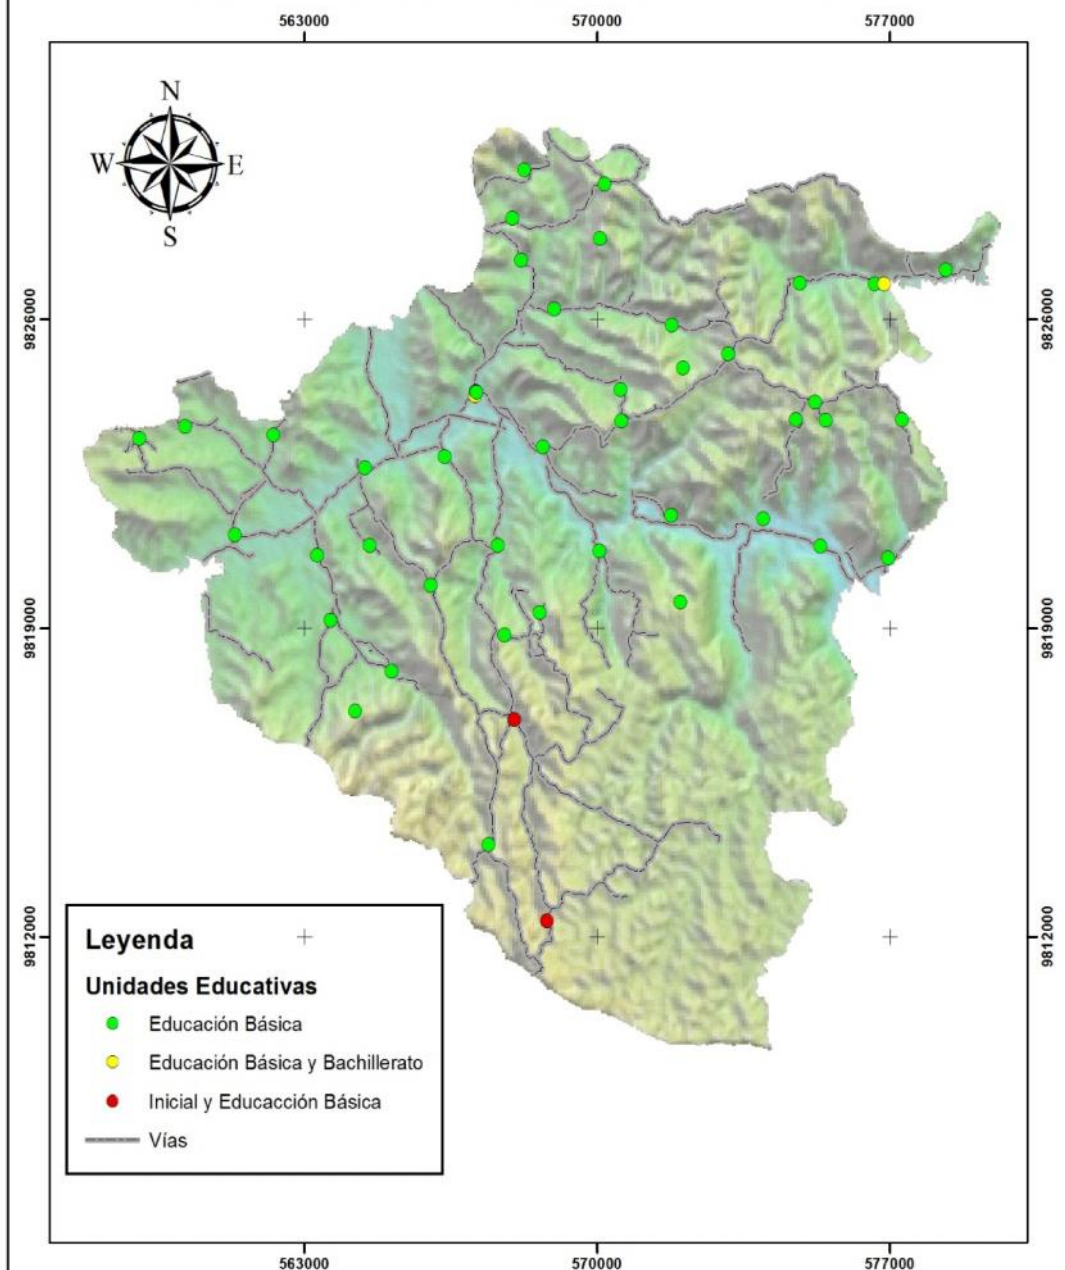 563000 570000 577000
N
W E
S
9826000 9826000
9819000 9819000
9812000 9812000
Leyenda
Unidades Educativas
Educación Básica
Educación Básica y Bachillerato
Inicial y Educacción Básica
Vías
563000 570000 577000